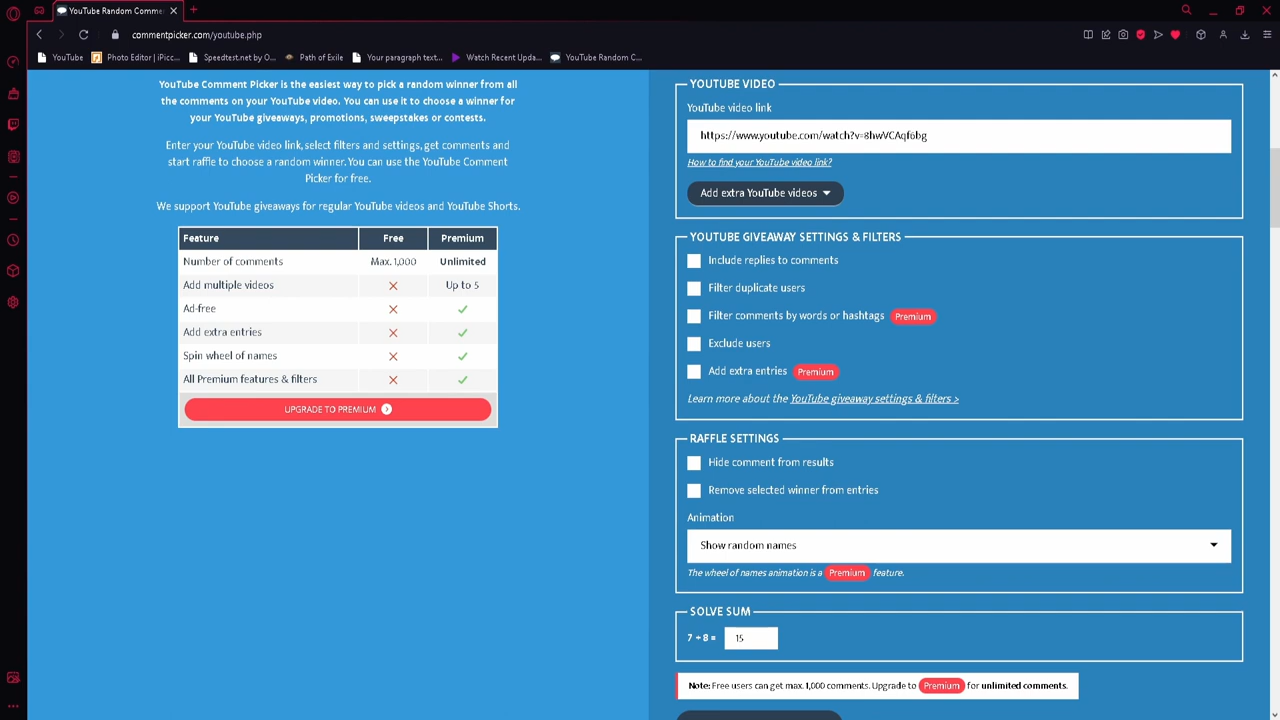 YouTube Random Comme
commentpicker.com/youtube.php
YouTube
Photo Editor | iPicc...
Speedtest.net by O...
Path of Exile
Your paragraph text...
Watch Recent Upda...
YouTube Random C...
YouTube Comment Picker is the easiest way to pick a random winner from all
the comments on your YouTube video. You can use it to choose a winner for
your YouTube giveaways, promotions, sweepstakes or contests.
Enter your YouTube video link, select filters and settings, get comments and
start raffle to choose a random winner. You can use the YouTube Comment
Picker for free.
We support YouTube giveaways for regular YouTube videos and YouTube Shorts.
Feature Free Premium
Number of comments Max. 1,000 Unlimited
Add multiple videos Up to 5
Ad-free
Add extra entries
Spin wheel of names
All Premium features & filters
UPGRADE TO PREMIUM
YOUTUBE VIDEO
YouTube video link
https://www.youtube.com/watch?v=8hwVCAqf6bg
How to find your YouTube video link?
Add extra YouTube videos
YOUTUBE GIVEAWAY SETTINGS & FILTERS
Include replies to comments
Filter duplicate users
Filter comments by words or hashtags Premium
Exclude users
Add extra entries Premium
Learn more about the YouTube giveaway settings & filters >
RAFFLE SETTINGS
Hide comment from results
Remove selected winner from entries
Animation
Show random names
The wheel of names animation is a Premium feature.
SOLVE SUM
7 + 8 = 15
Note: Free users can get max. 1,000 comments. Upgrade to Premium for unlimited comments.